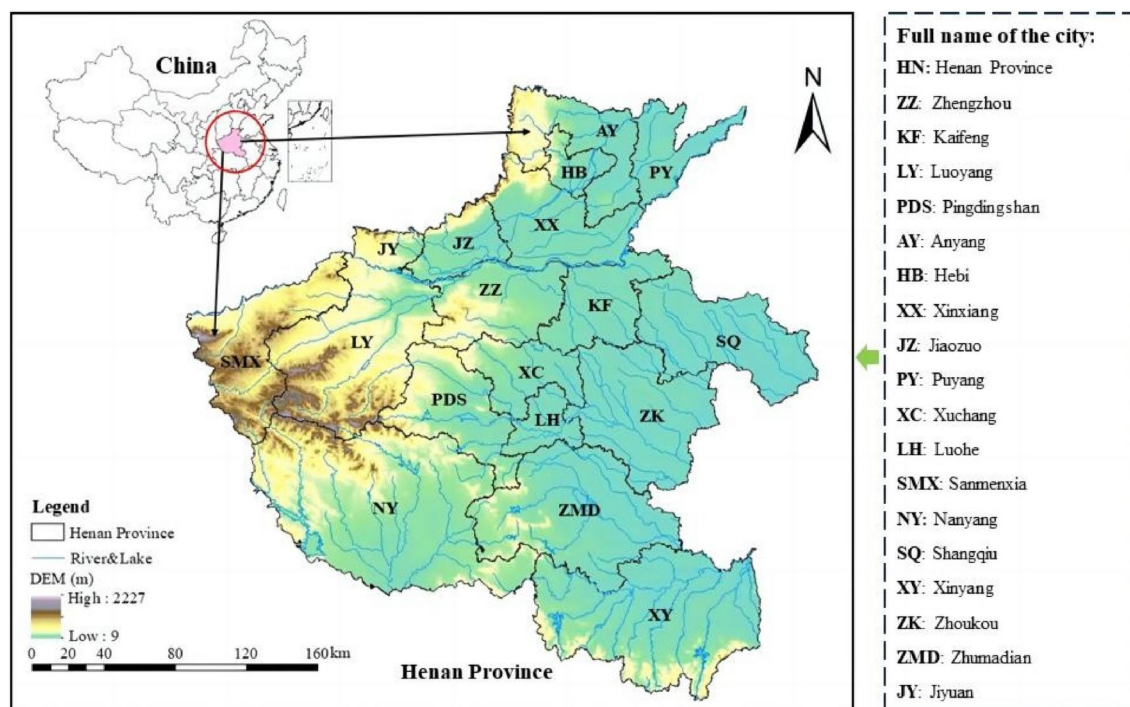 China
N
AY
HB
PY
XX
JY
JZ
ZZ
KF
SQ
LY
SMX
XC
PDS
LH
ZK
NY
ZMD
XY
Legend
Henan Province
River&Lake
DEM (m)
High : 2227
Low : 9
0 20 40 80 120 160 km
Henan Province
Full name of the city:
HN: Henan Province
ZZ: Zhengzhou
KF: Kaifeng
LY: Luoyang
PDS: Pingdingshan
AY: Anyang
HB: Hebi
XX: Xinxiang
JZ: Jiaozuo
PY: Puyang
XC: Xuchang
LH: Luohe
SMX: Sanmenxia
NY: Nanyang
SQ: Shangqiu
XY: Xinyang
ZK: Zhoukou
ZMD: Zhumadian
JY: Jiyuan